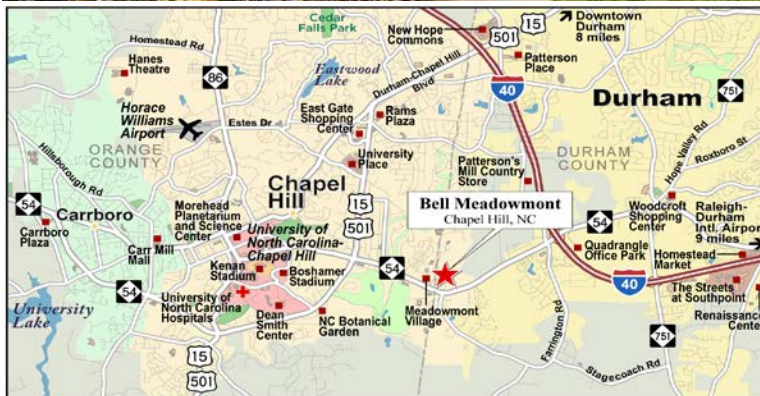 Cedar
Falls Park
New Hope
Commons
15
501
Downtown
Durham
8 miles
Homestead Rd
Hanes
Theatre
86
Eastwood
Lake
Durham-Chapel Hill
Blvd
Patterson
Place
40
751
Durham
Horace
Williams
Airport
Estes Dr
East Gate
Shopping
Center
Rams
Plaza
Hope Valley Rd
Roxboro St
ORANGE
COUNTY
University
Place
Patterson's
Mill Country
Store
DURHAM
COUNTY
Hillsborough Rd
Chapel
Hill
15
501
Bell Meadowmont
Chapel Hill, NC
54
Carrboro
Carrboro
Plaza
Carr Mill
Mall
Morehead
Planetarium
and Science
Center
University of
North Carolina-
Chapel Hill
Kenan
Stadium
Boshamer
Stadium
54
54
Woodcroft
Shopping
Center
Raleigh-
Durham
Intl. Airport
9 miles
Quadrangle
Office Park
Homestead
Market
University
Lake
54
University of
North Carolina
Hospitals
Dean
Smith
Center
NC Botanical
Garden
Meadowmont
Village
40
The Streets
at Southpoint
Renaissance
Center
15
501
Farrington Rd
751
Stagecoach Rd